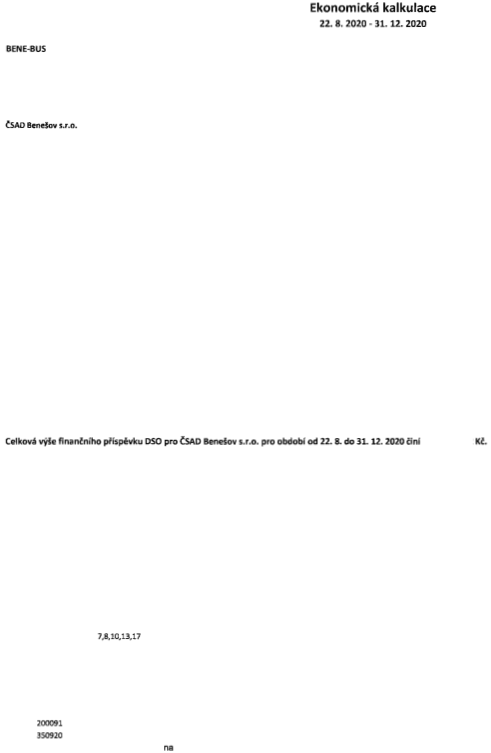 Ekonomická kalkulace
22. 8. 2020 - 31. 12. 2020
BENE-BUS
ČSAD Benešov s.r.o.
Celková výše finančního příspěvku DSO pro ČSAD Benešov s.r.o. pro období od 22. 8. do 31. 12. 2020 činí Kč.
7,8,10,13,17
200091
350920
na